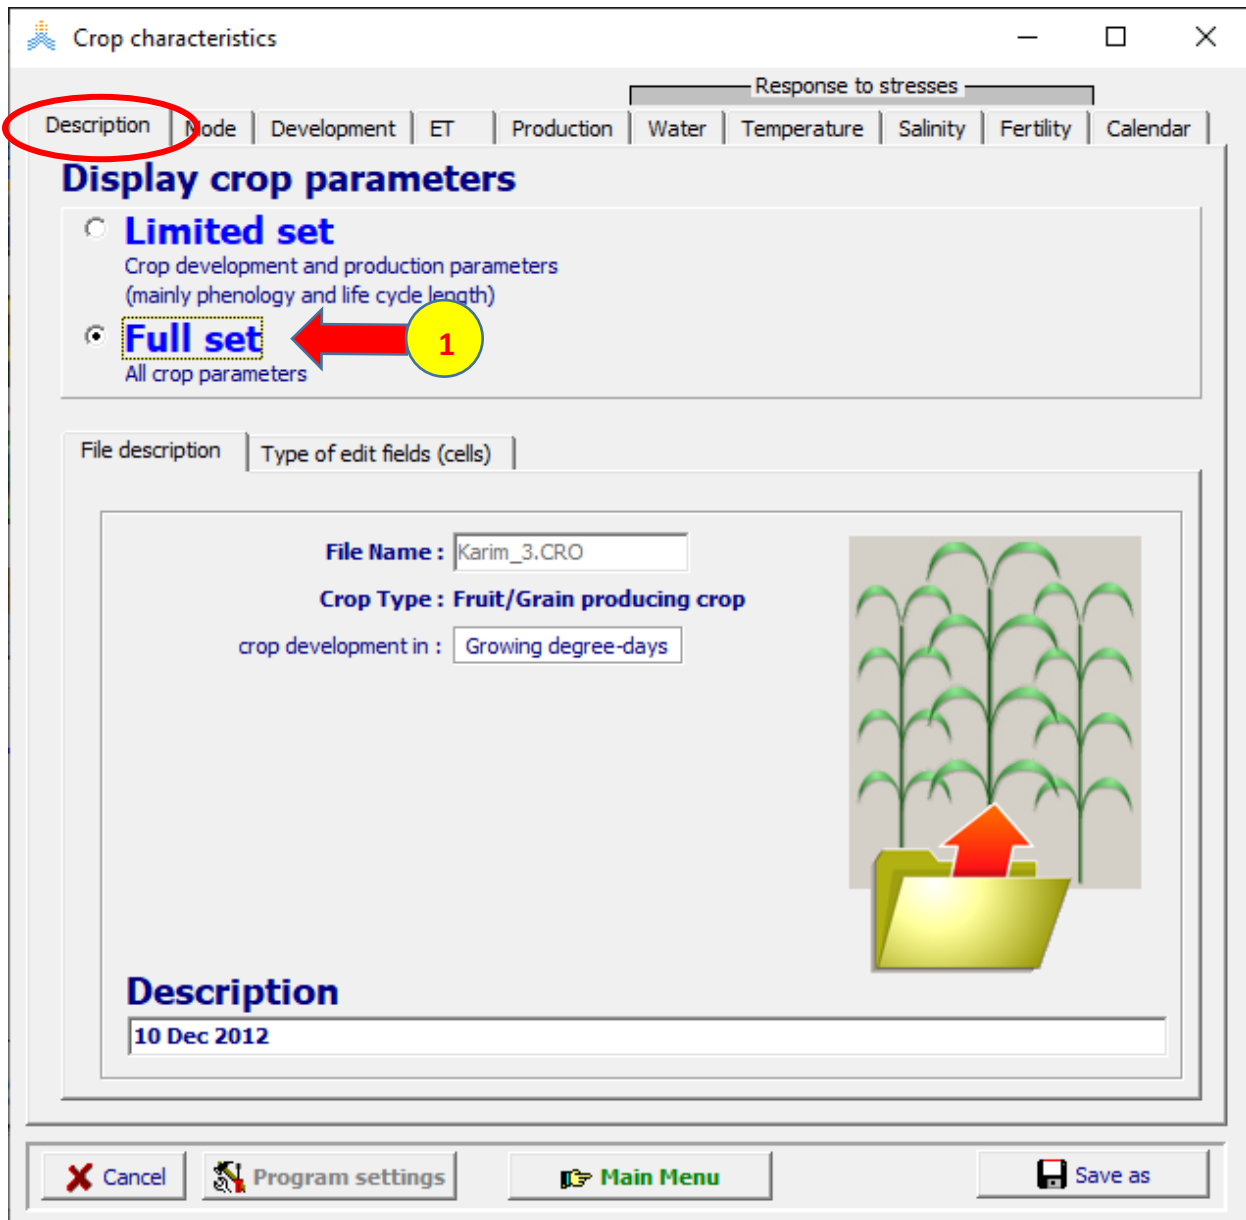 Crop characteristics
Response to stresses
Description Mode Development ET Production Water Temperature Salinity Fertility Calendar
Display crop parameters
Limited set
Crop development and production parameters
(mainly phenology and life cycle length)
Full set
1
All crop parameters
File description Type of edit fields (cells)
File Name : Karim_3.CRO
Crop Type : Fruit/Grain producing crop
crop development in : Growing degree-days
Description
10 Dec 2012
Cancel Program settings Main Menu Save as